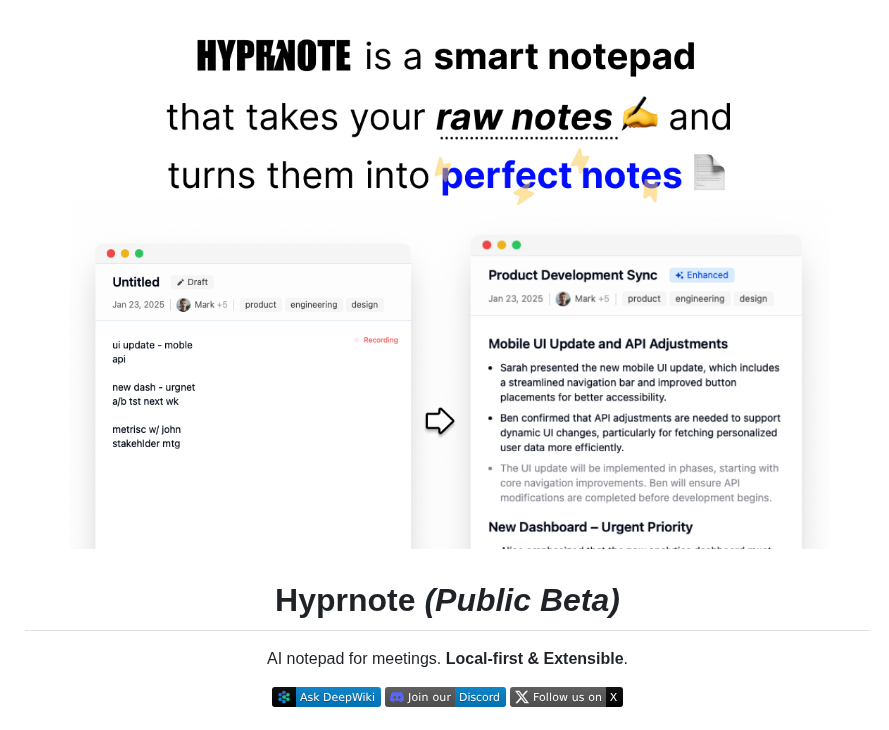 HYPRNOTE is a smart notepad
that takes your raw notes ✍️ and
turns them into perfect notes
Untitled Draft
Jan 23, 2025 Mark +5 product engineering design
Recording
ui update - moble
api
new dash - urgnet
a/b tst next wk
metrisc w/ john
stakehlder mtg
Product Development Sync Enhanced
Jan 23, 2025 Mark +5 product engineering design
Mobile UI Update and API Adjustments
• Sarah presented the new mobile UI update, which includes
a streamlined navigation bar and improved button
placements for better accessibility.
• Ben confirmed that API adjustments are needed to support
dynamic UI changes, particularly for fetching personalized
user data more efficiently.
• The UI update will be implemented in phases, starting with
core navigation improvements. Ben will ensure API
modifications are completed before development begins.
New Dashboard – Urgent Priority
Hyprnote (Public Beta)
AI notepad for meetings. Local-first & Extensible.
Ask DeepWiki Join our Discord Follow us on X